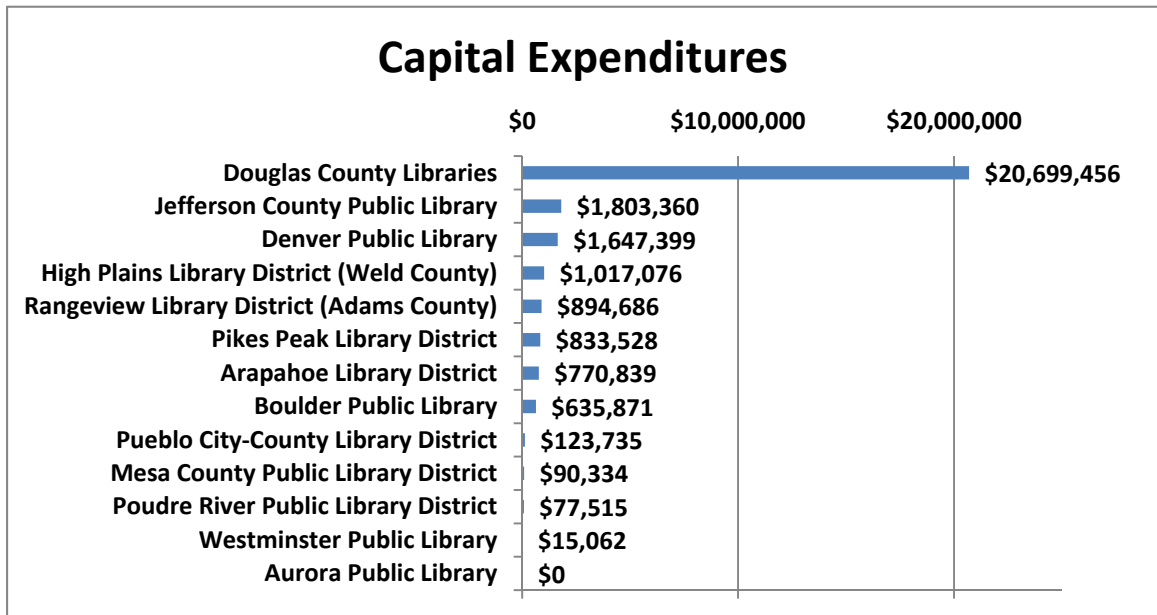 Capital Expenditures
$0 $10,000,000 $20,000,000
Douglas County Libraries $20,699,456
Jefferson County Public Library $1,803,360
Denver Public Library $1,647,399
High Plains Library District (Weld County) $1,017,076
Rangeview Library District (Adams County) $894,686
Pikes Peak Library District $833,528
Arapahoe Library District $770,839
Boulder Public Library $635,871
Pueblo City-County Library District $123,735
Mesa County Public Library District $90,334
Poudre River Public Library District $77,515
Westminster Public Library $15,062
Aurora Public Library $0